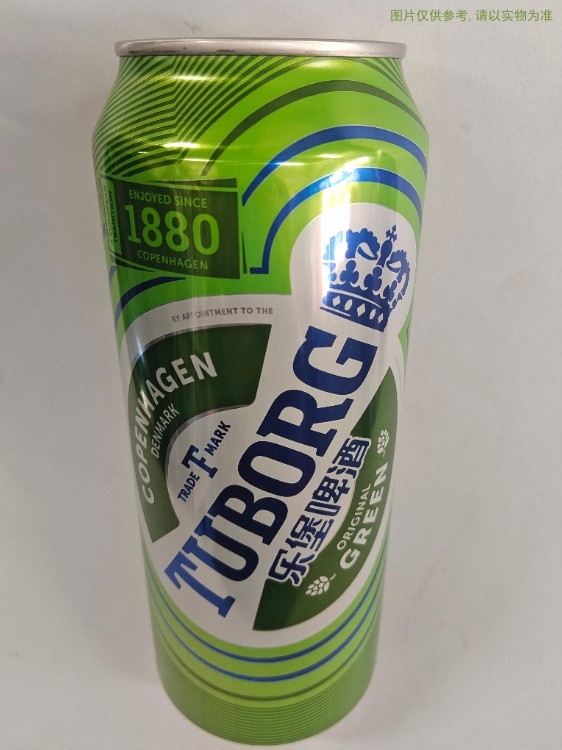 图片仅供参考, 请以实物为准
ENJOYED SINCE
1880
COPENHAGEN
BY APPOINTMENT TO THE
COPENHAGEN
DENMARK
TRADE T MARK
TUBORG
乐堡啤酒
ORIGINAL
GREEN